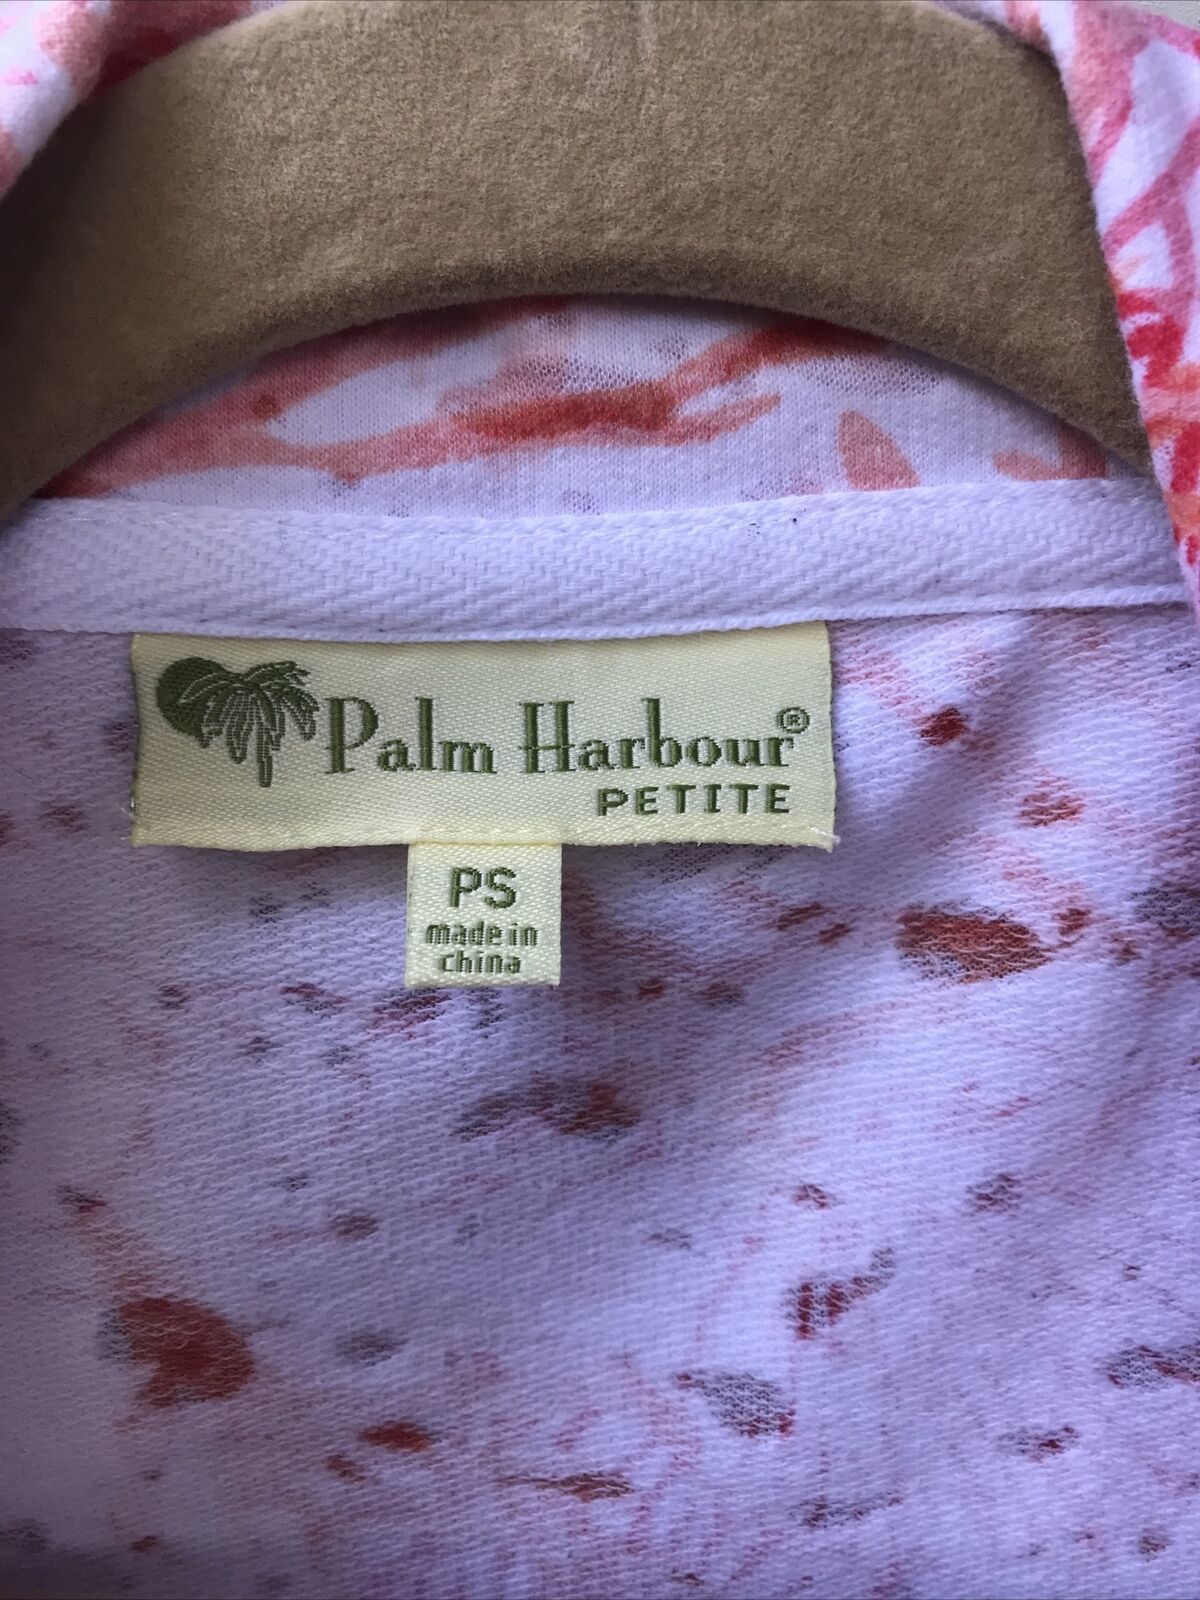 Palm Harbour®
PETITE
PS
made in
china